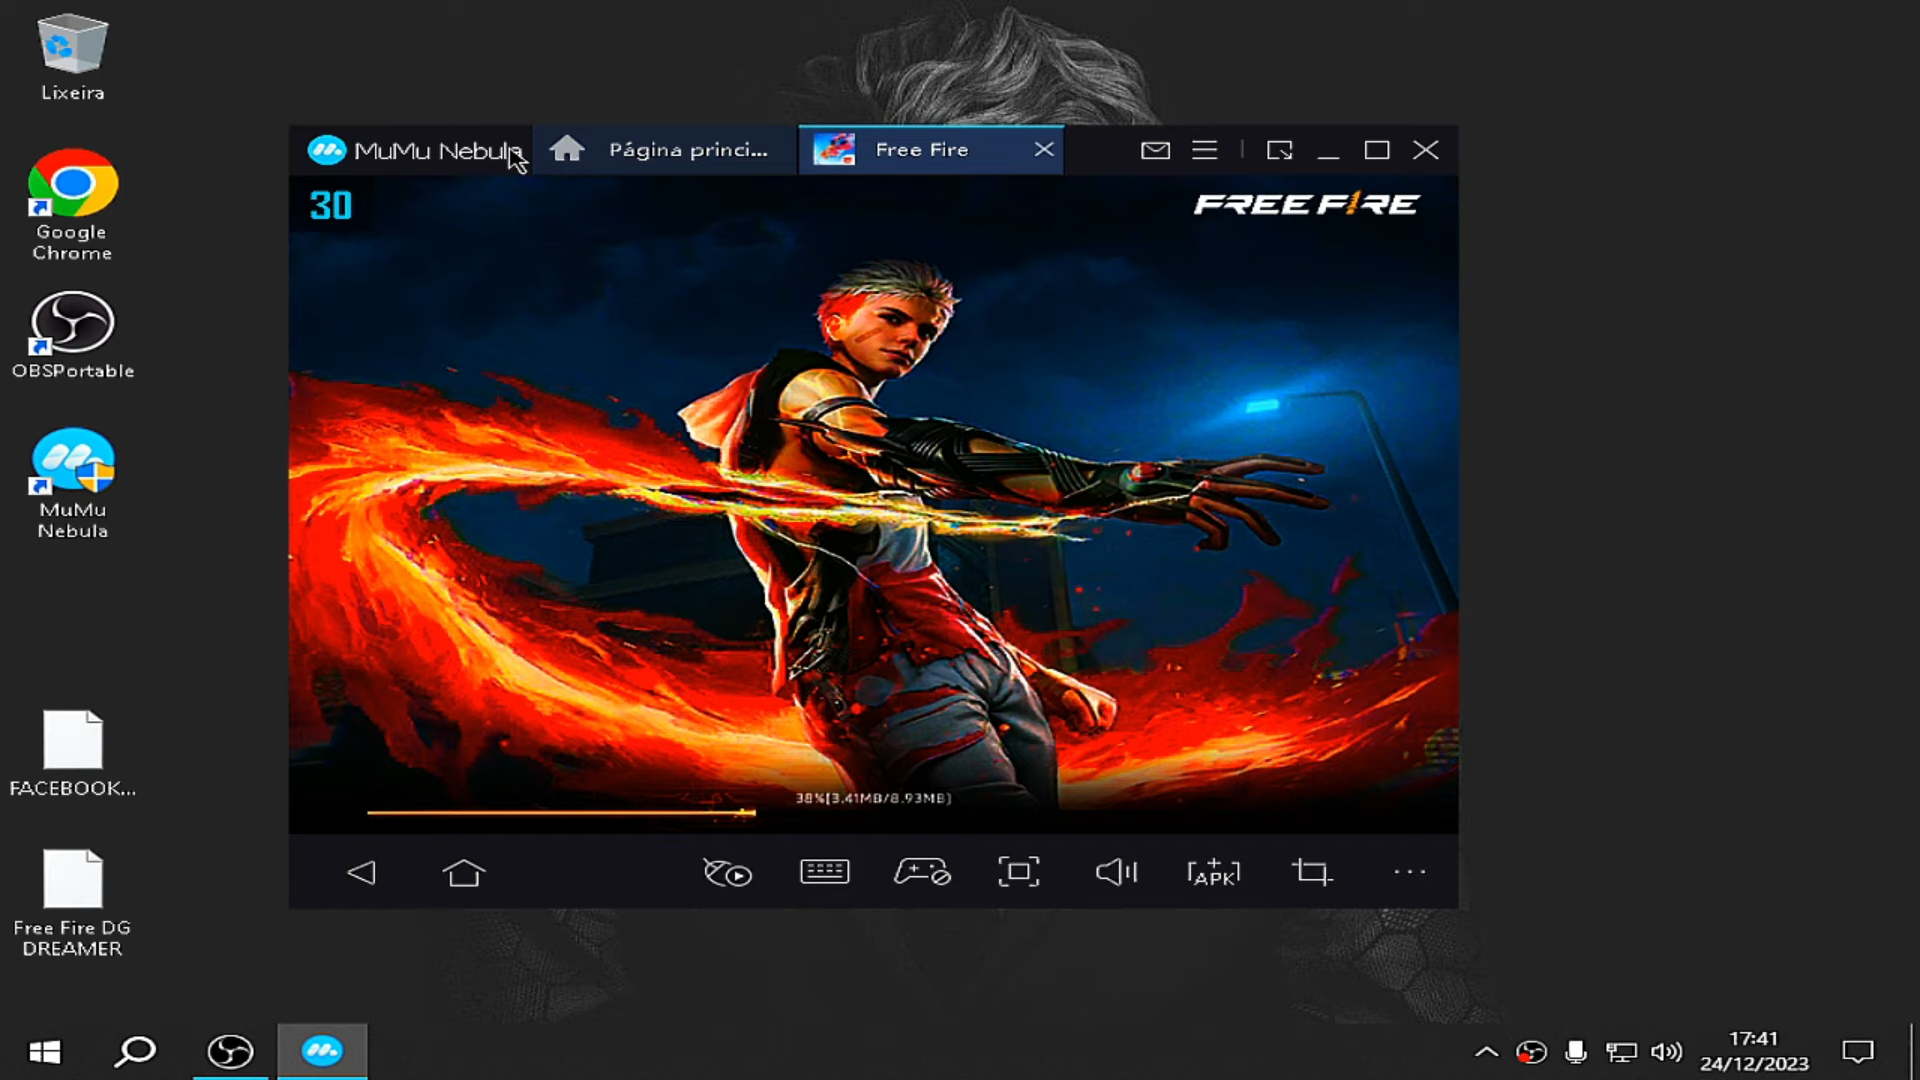 Lixeira
Google
Chrome
OBSPortable
MuMu
Nebula
FACEBOOK...
Free Fire DG
DREAMER
MuMu Nebula
Página princi...
Free Fire
30
FREE FIRE
38%[3.41MB/8.93MB]
APK
17:41
24/12/2023